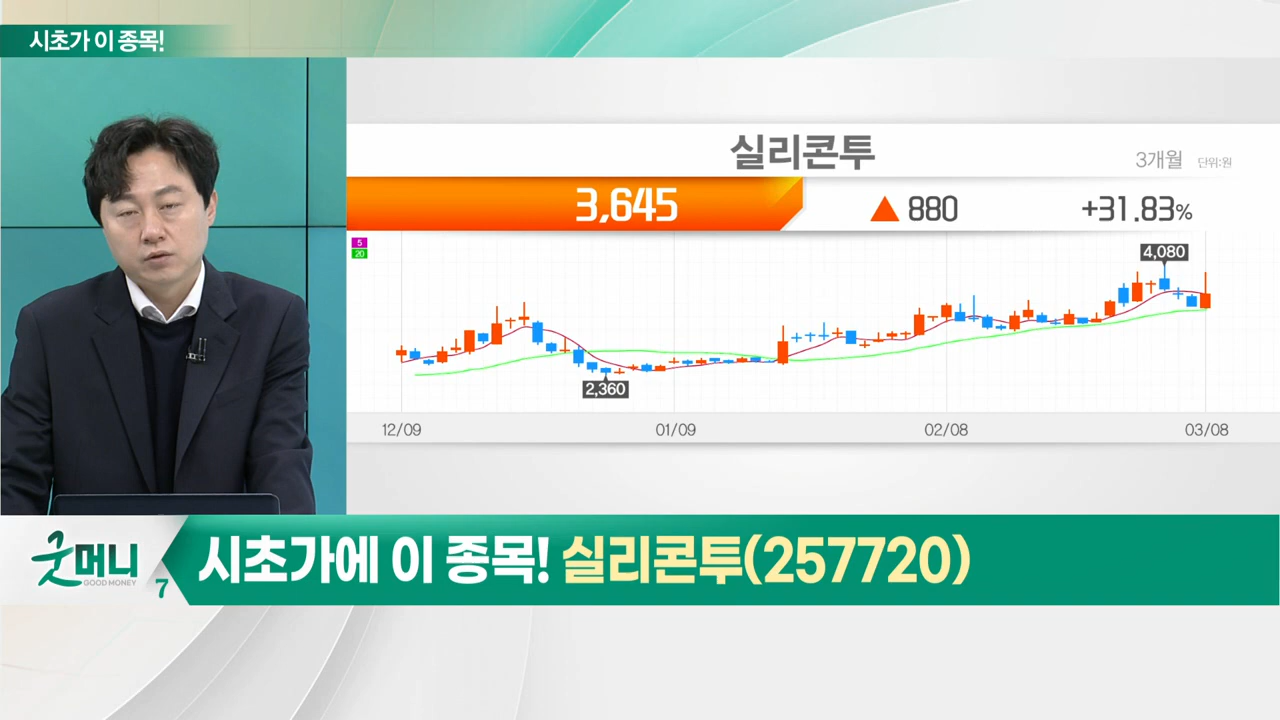 시초가 이 종목!
실리콘투
3개월 단위:원
3,645 ▲ 880 +31.83%
5
20
4,080
2,360
12/09 01/09 02/08 03/08
굿머니
GOOD MONEY
7
시초가에 이 종목! 실리콘투(257720)